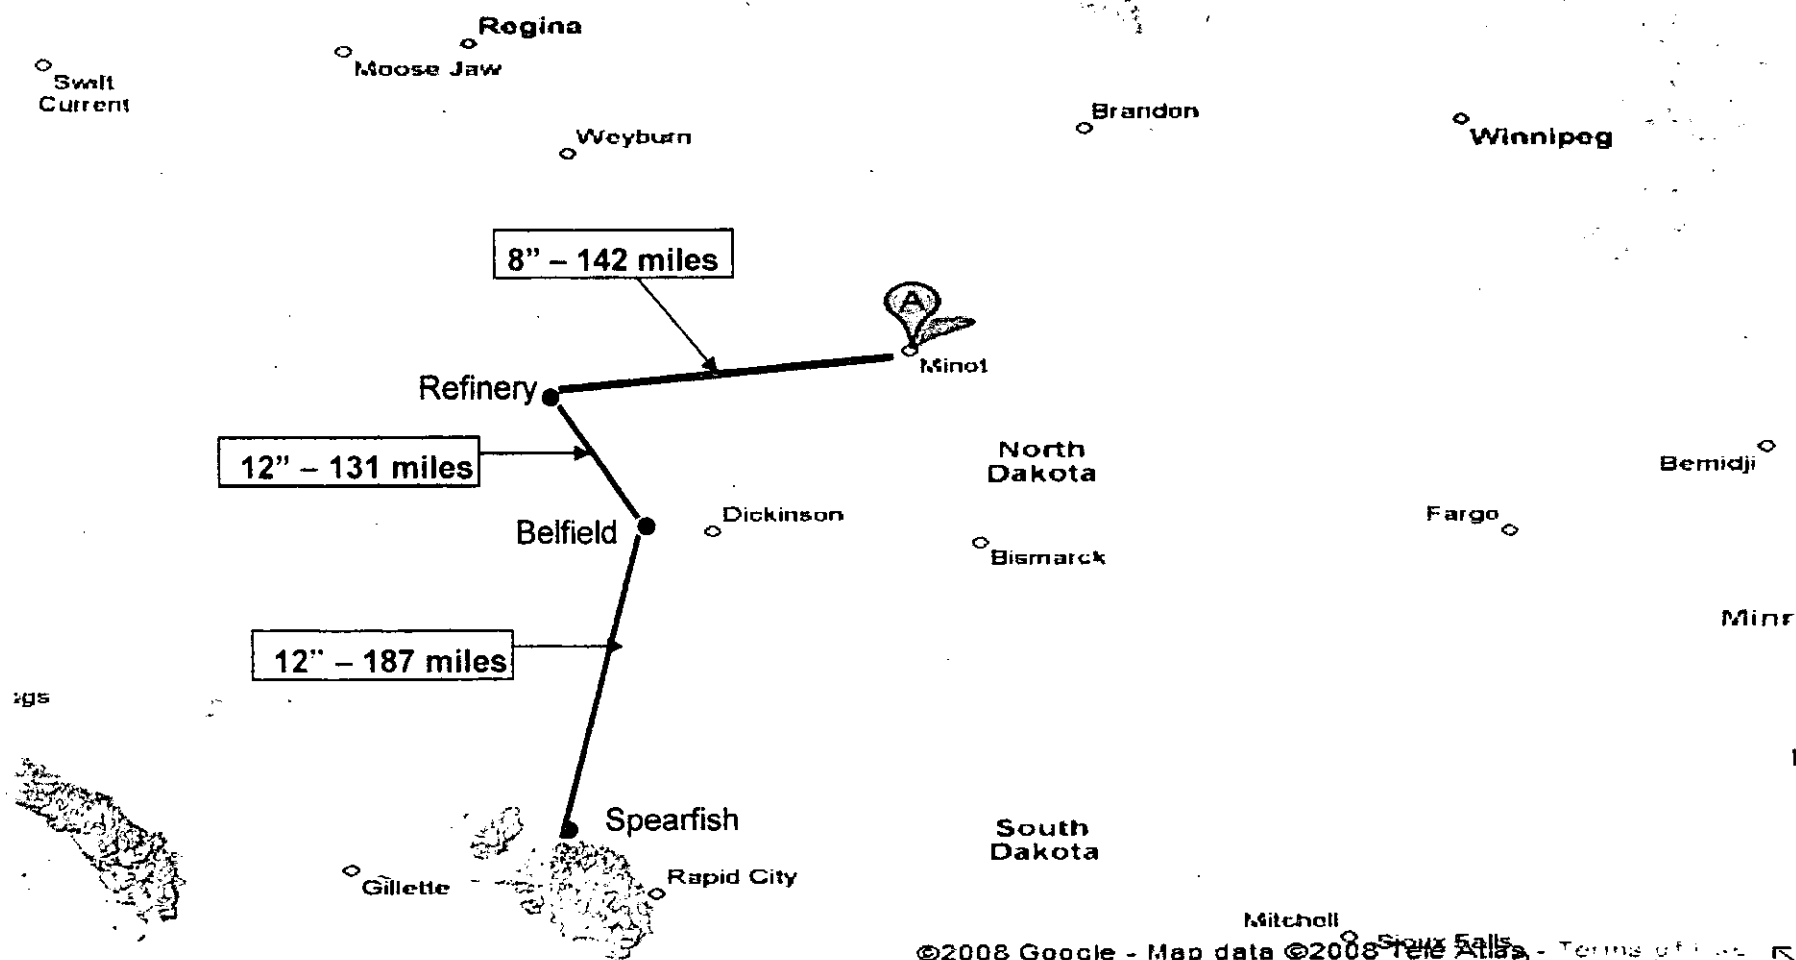 Regina
Moose Jaw
Swift
Current
Brandon
Winnipeg
Weyburn
8” – 142 miles
A
Minot
Refinery
North
Dakota
12” – 131 miles
Bemidji
Dickinson
Fargo
Belfield
Bismarck
12” – 187 miles
Spearfish
South
Dakota
Rapid City
Gillette
Mitchell
Sioux Falls
©2008 Google - Map data ©2008 Tele Atlas - Terms of